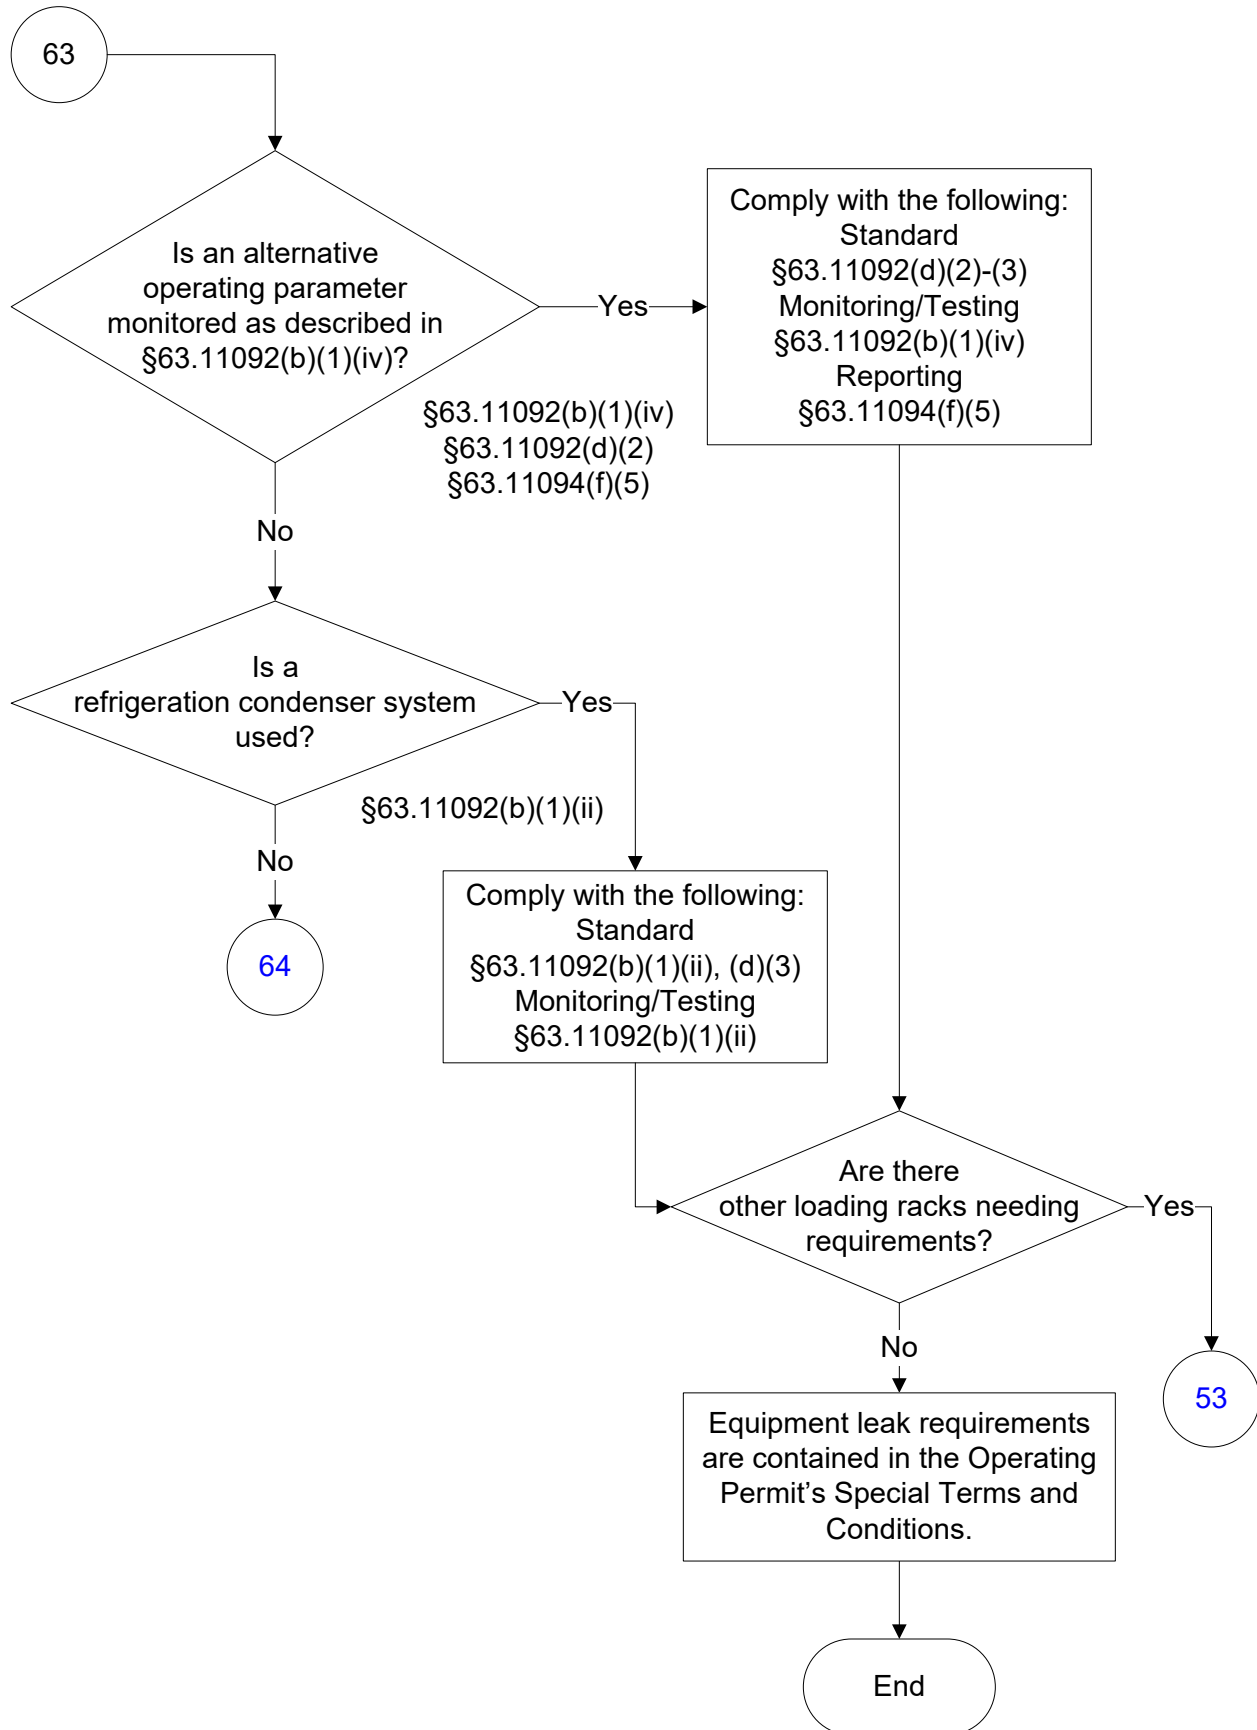 63
Is an alternative
operating parameter
monitored as described in
§63.11092(b)(1)(iv)?
Yes
Comply with the following:
Standard
§63.11092(d)(2)-(3)
Monitoring/Testing
§63.11092(b)(1)(iv)
Reporting
§63.11094(f)(5)
§63.11092(b)(1)(iv)
§63.11092(d)(2)
§63.11094(f)(5)
No
Is a
refrigeration condenser system
used?
Yes
§63.11092(b)(1)(ii)
No
64
Comply with the following:
Standard
§63.11092(b)(1)(ii), (d)(3)
Monitoring/Testing
§63.11092(b)(1)(ii)
Are there
other loading racks needing
requirements?
Yes
No
53
Equipment leak requirements
are contained in the Operating
Permit’s Special Terms and
Conditions.
End